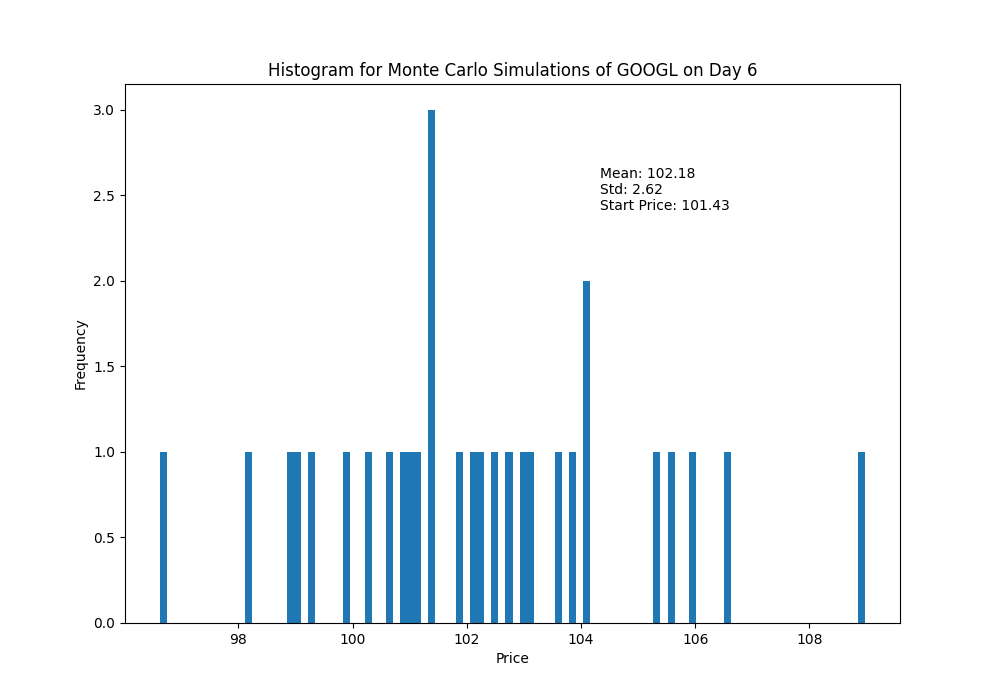 Histogram for Monte Carlo Simulations of GOOGL on Day 6
3.0
2.5
2.0
1.5
1.0
0.5
0.0
Frequency
Mean: 102.18
Std: 2.62
Start Price: 101.43
98
100
102
104
106
108
Price